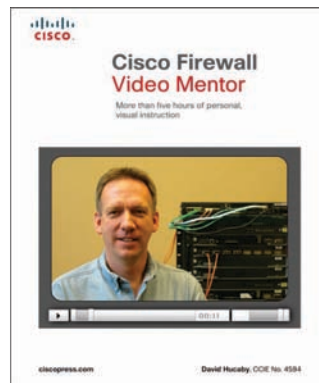 CISCO.
Cisco Firewall
Video Mentor
More than five hours of personal,
visual instruction
00:11
ciscopress.com
David Hucaby, CCIE No. 4594